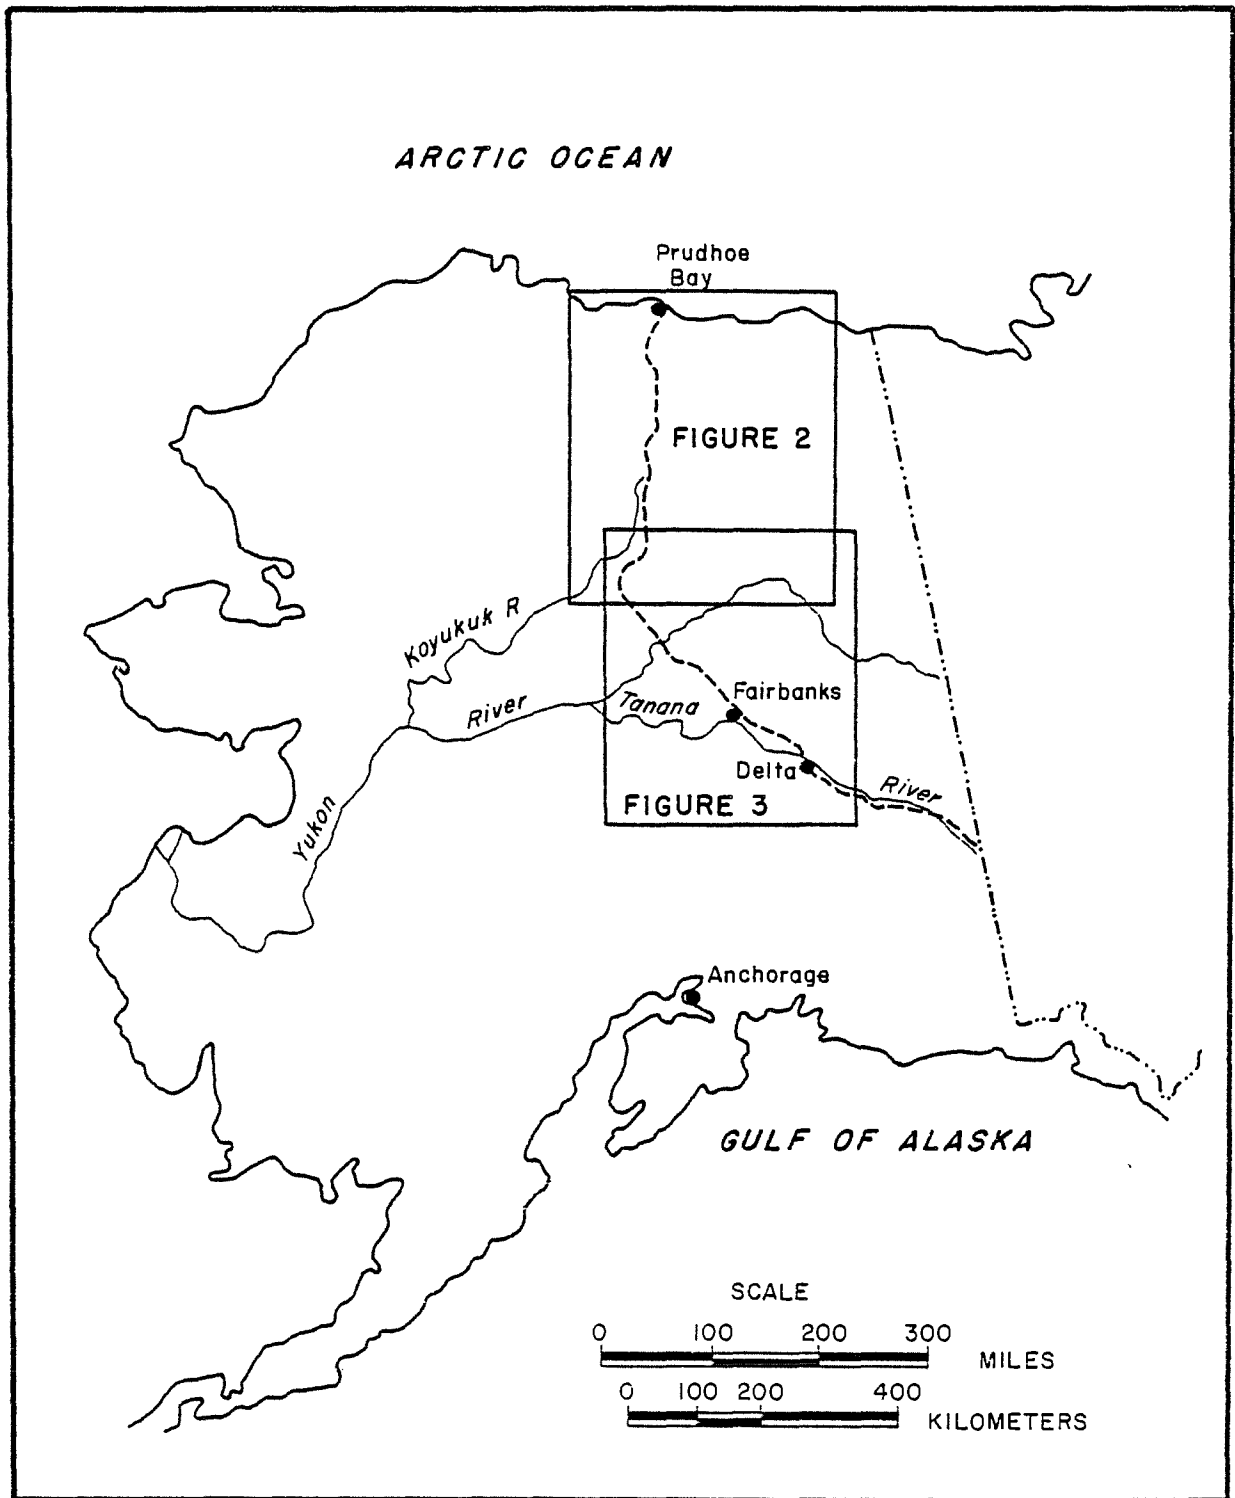 ARCTIC OCEAN
Prudhoe
Bay
FIGURE 2
Koyukuk R
Fairbanks
Tanana
River
Delta
River
FIGURE 3
Yukon
Anchorage
GULF OF ALASKA
SCALE
0 100 200 300
MILES
0 100 200 400
KILOMETERS